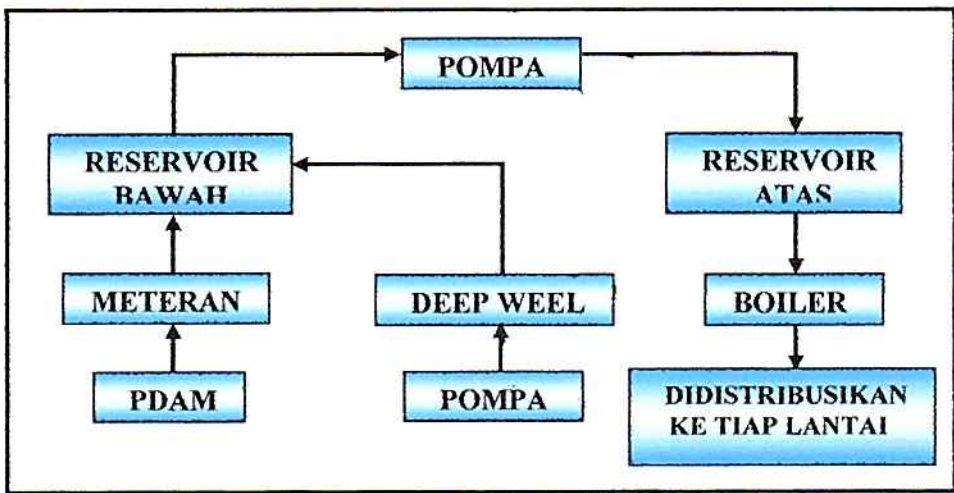 POMPA
RESERVOIR
BAWAH
RESERVOIR
ATAS
METERAN
DEEP WEEL
BOILER
PDAM
POMPA
DIDISTRIBUSIKAN
KE TIAP LANTAI